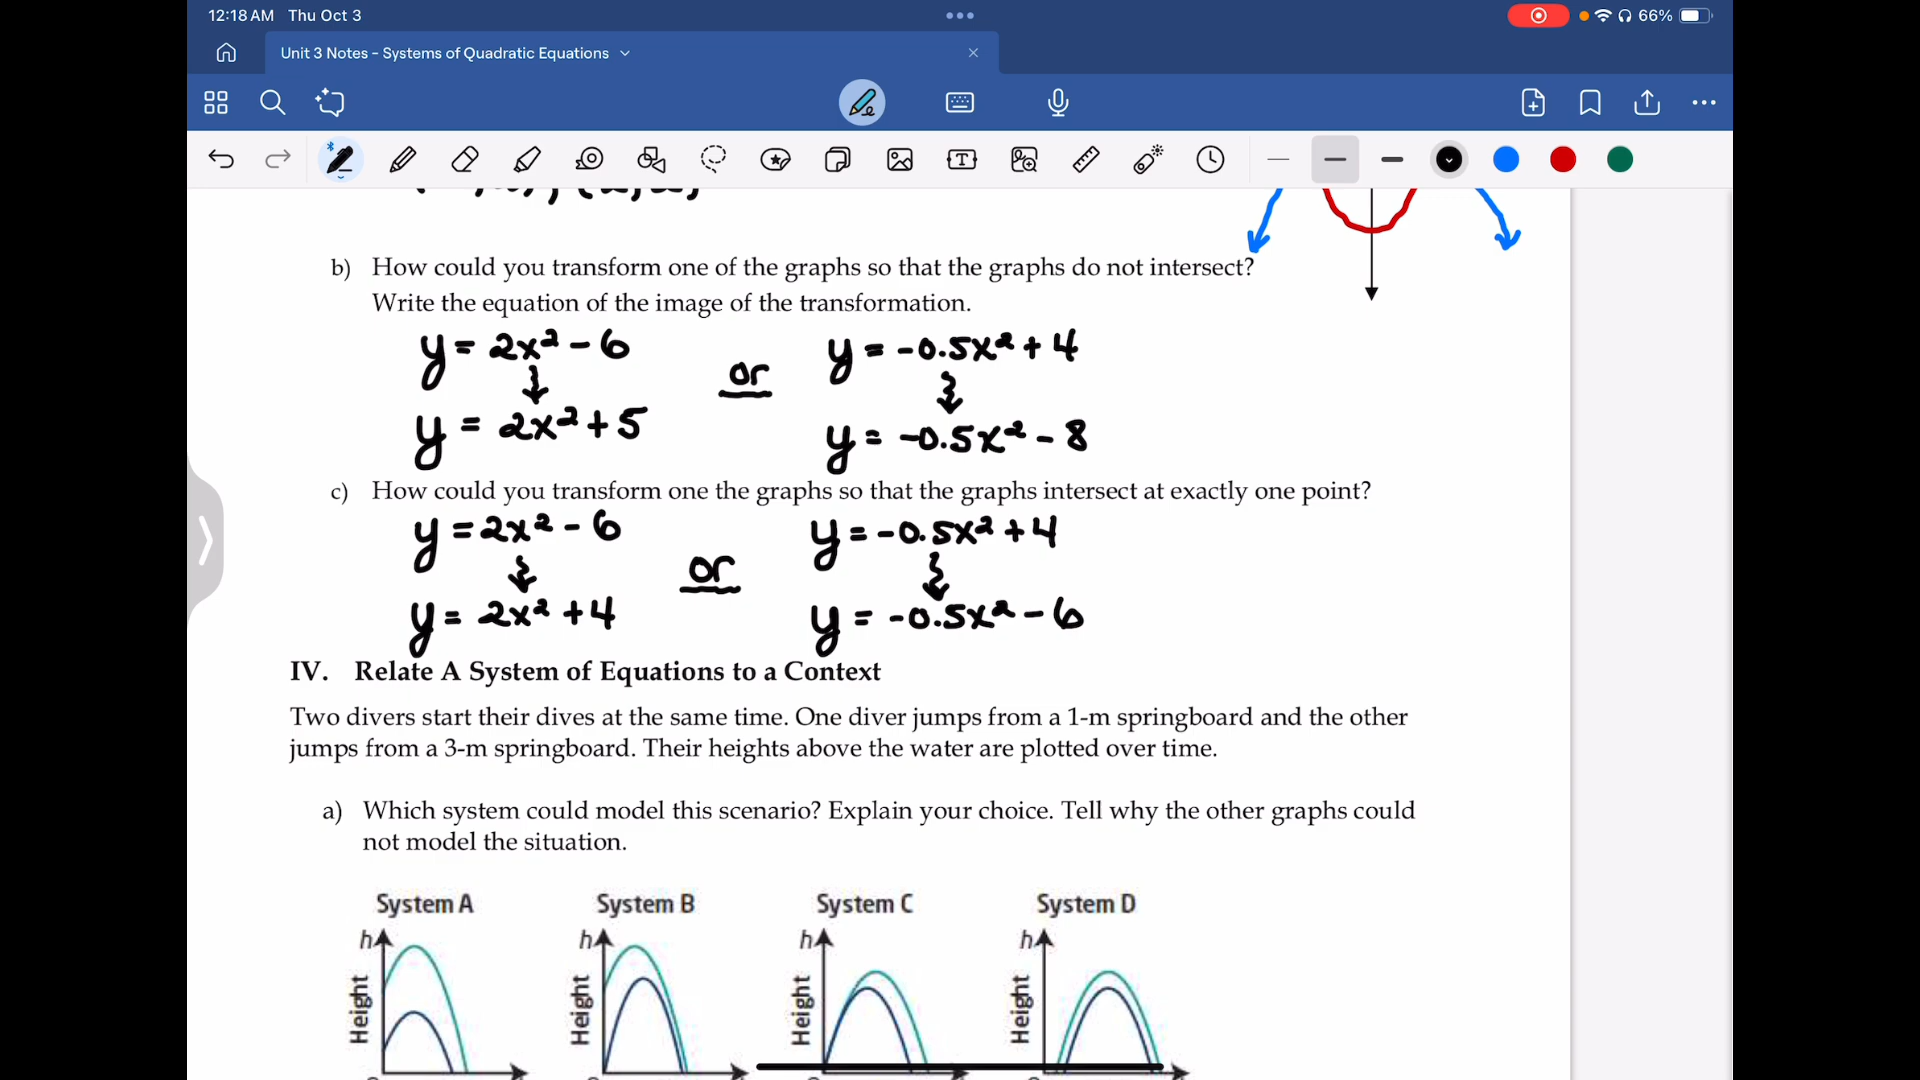 12:18 AM Thu Oct 3
66%
Unit 3 Notes - Systems of Quadratic Equations
b) How could you transform one of the graphs so that the graphs do not intersect?
Write the equation of the image of the transformation.
y = 2x² - 6 or y = -0.5x² + 4
y = 2x² + 5 y = -0.5x² - 8
c) How could you transform one the graphs so that the graphs intersect at exactly one point?
y = 2x² - 6 or y = -0.5x² + 4
y = 2x² + 4 y = -0.5x² - 6
IV. Relate A System of Equations to a Context
Two divers start their dives at the same time. One diver jumps from a 1-m springboard and the other
jumps from a 3-m springboard. Their heights above the water are plotted over time.
a) Which system could model this scenario? Explain your choice. Tell why the other graphs could
not model the situation.
System A System B System C System D
h h h h
Height Height Height Height